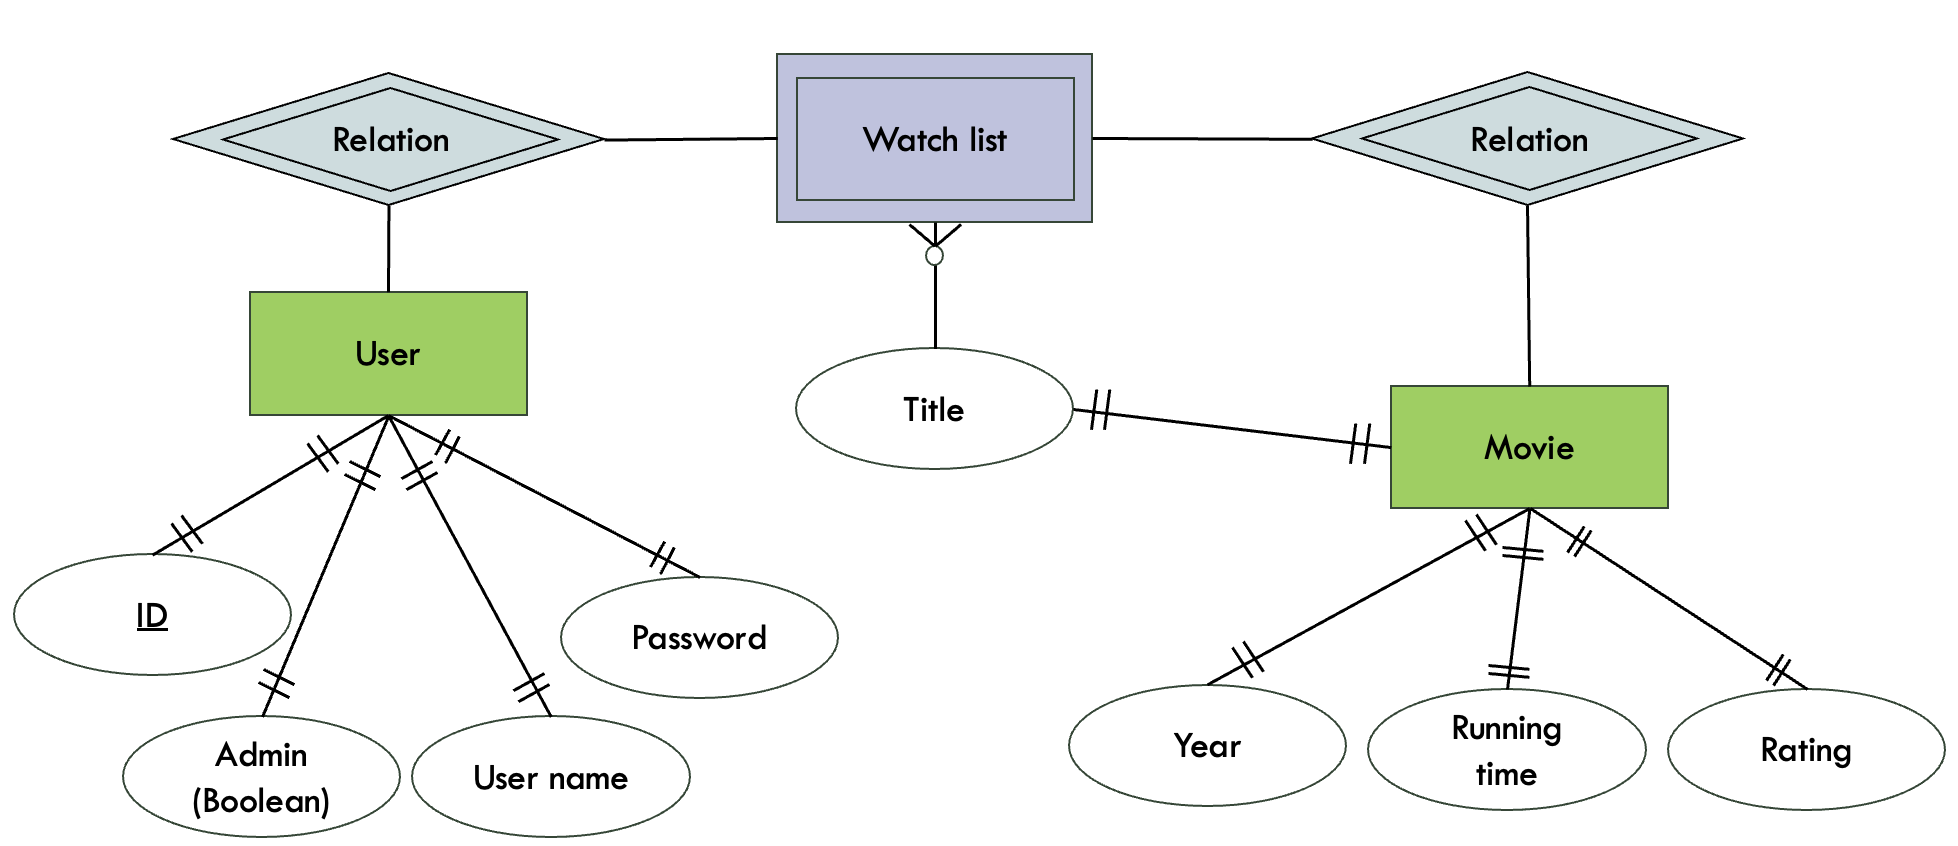 Relation
Watch list
Relation
User
Title
Movie
ID
Password
Admin
(Boolean)
User name
Year
Running
time
Rating